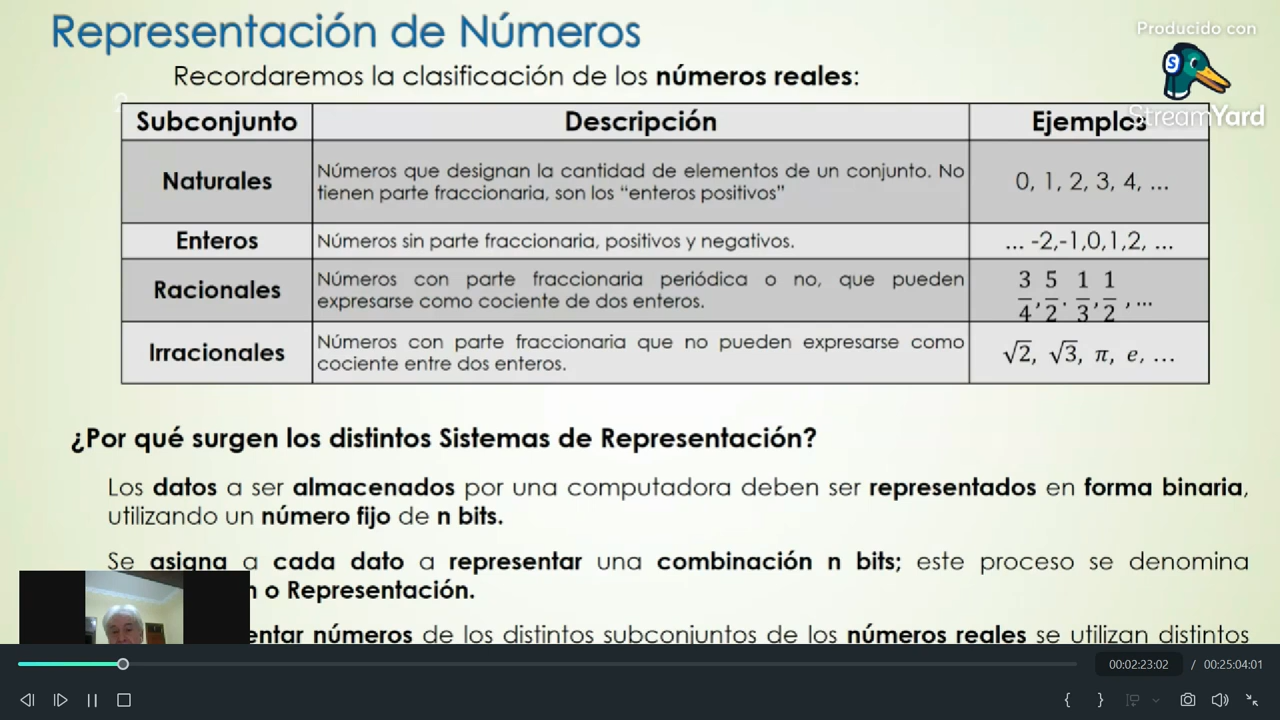 Representación de Números
Producido con
Recordaremos la clasificación de los números reales:
StreamYard
Subconjunto Descripción Ejemplos
Naturales Números que designan la cantidad de elementos de un conjunto. No
tienen parte fraccionaria, son los “enteros positivos” 0, 1, 2, 3, 4, ...
Enteros Números sin parte fraccionaria, positivos y negativos. ... -2,-1,0,1,2, ...
Racionales Números con parte fraccionaria periódica o no, que pueden
expresarse como cociente de dos enteros. 3/4, 5/2. 1/3, 1/2, ...
Irracionales Números con parte fraccionaria que no pueden expresarse como
cociente entre dos enteros. √2, √3, π, e, ...
¿Por qué surgen los distintos Sistemas de Representación?
Los datos a ser almacenados por una computadora deben ser representados en forma binaria,
utilizando un número fijo de n bits.
Se asigna a cada dato a representar una combinación n bits; este proceso se denomina
o Representación.
números de los distintos subconjuntos de los números reales se utilizan distintos
00:02:23:02 / 00:25:04:01